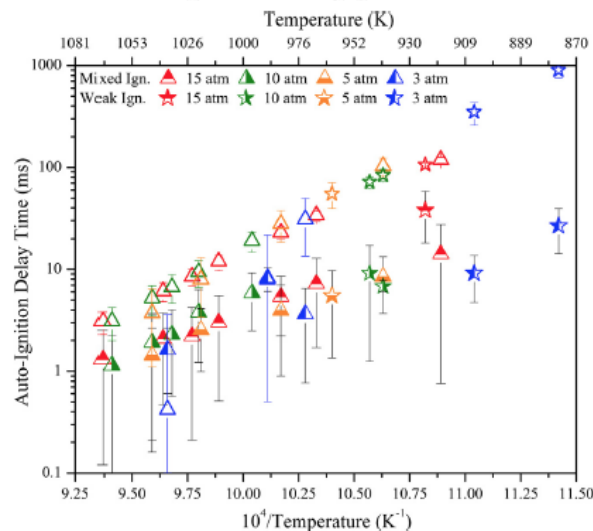 Temperature (K)
1081 1053 1026 1000 976 952 930 909 889 870
1000
100
10
1
0.1
Auto-Ignition Delay Time (ms)
Mixed Ign. 15 atm 10 atm 5 atm 3 atm
Weak Ign. 15 atm 10 atm 5 atm 3 atm
9.25 9.50 9.75 10.00 10.25 10.50 10.75 11.00 11.25 11.50
10⁴/Temperature (K⁻¹)